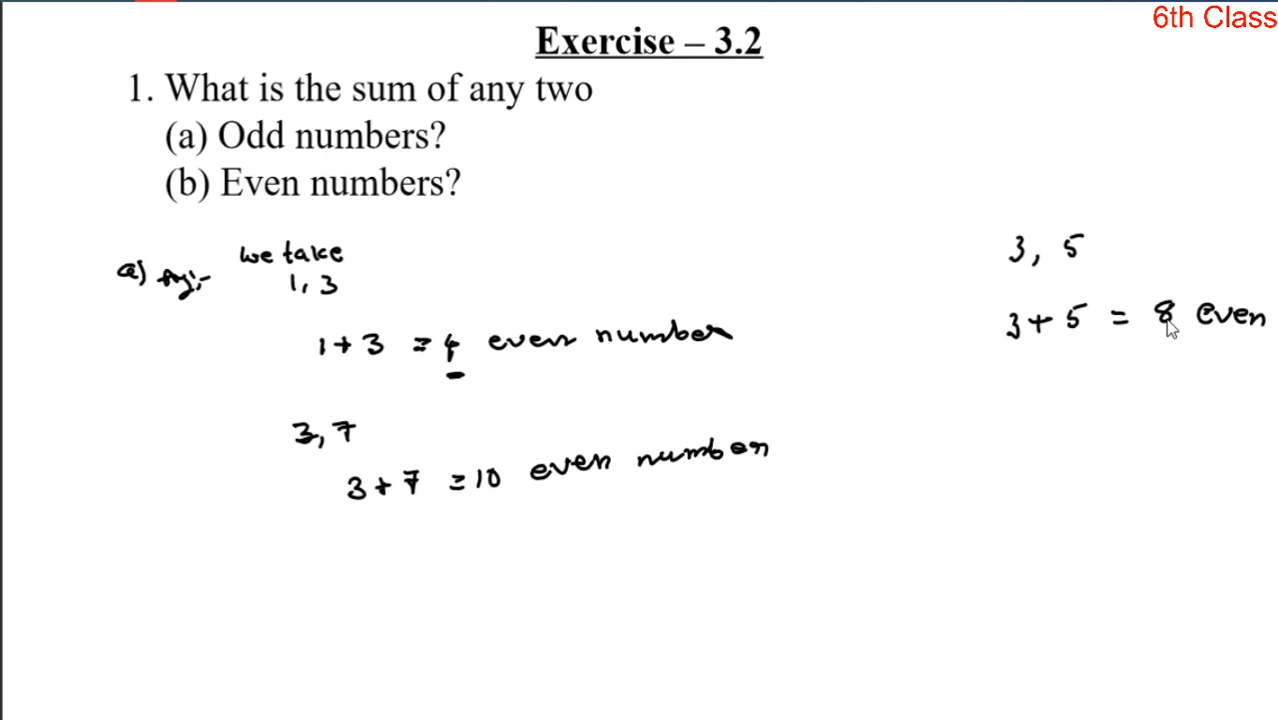 6th Class
Exercise – 3.2
1. What is the sum of any two
(a) Odd numbers?
(b) Even numbers?
a) Ans:- we take
1, 3
1 + 3 = 4 even number
3, 7
3 + 7 = 10 even number
3, 5
3 + 5 = 8 even